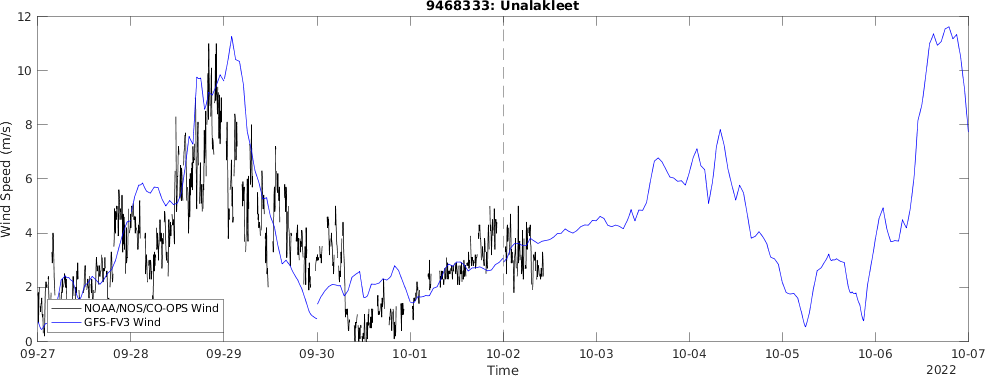 9468333: Unalakleet
Wind Speed (m/s)
12
10
8
6
4
2
0
NOAA/NOS/CO-OPS Wind
GFS-FV3 Wind
09-27 09-28 09-29 09-30 10-01 10-02 10-03 10-04 10-05 10-06 10-07
Time
2022